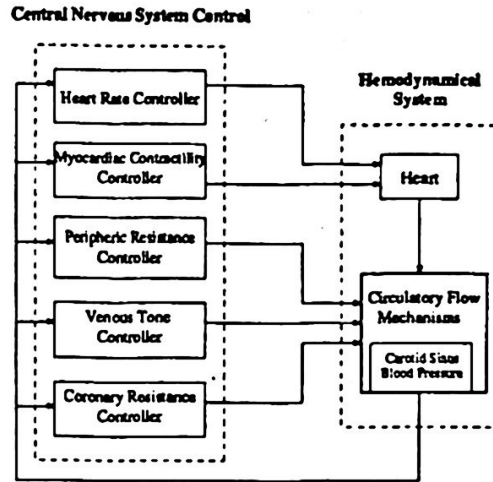 Central Nervous System Control
Heart Rate Controller
Myocardiac Contractility
Controller
Peripheric Resistance
Controller
Venous Tone
Controller
Coronary Resistance
Controller
Hemodynamical
System
Heart
Circulatory Flow
Mechanisms
Carotid Sinus
Blood Pressure